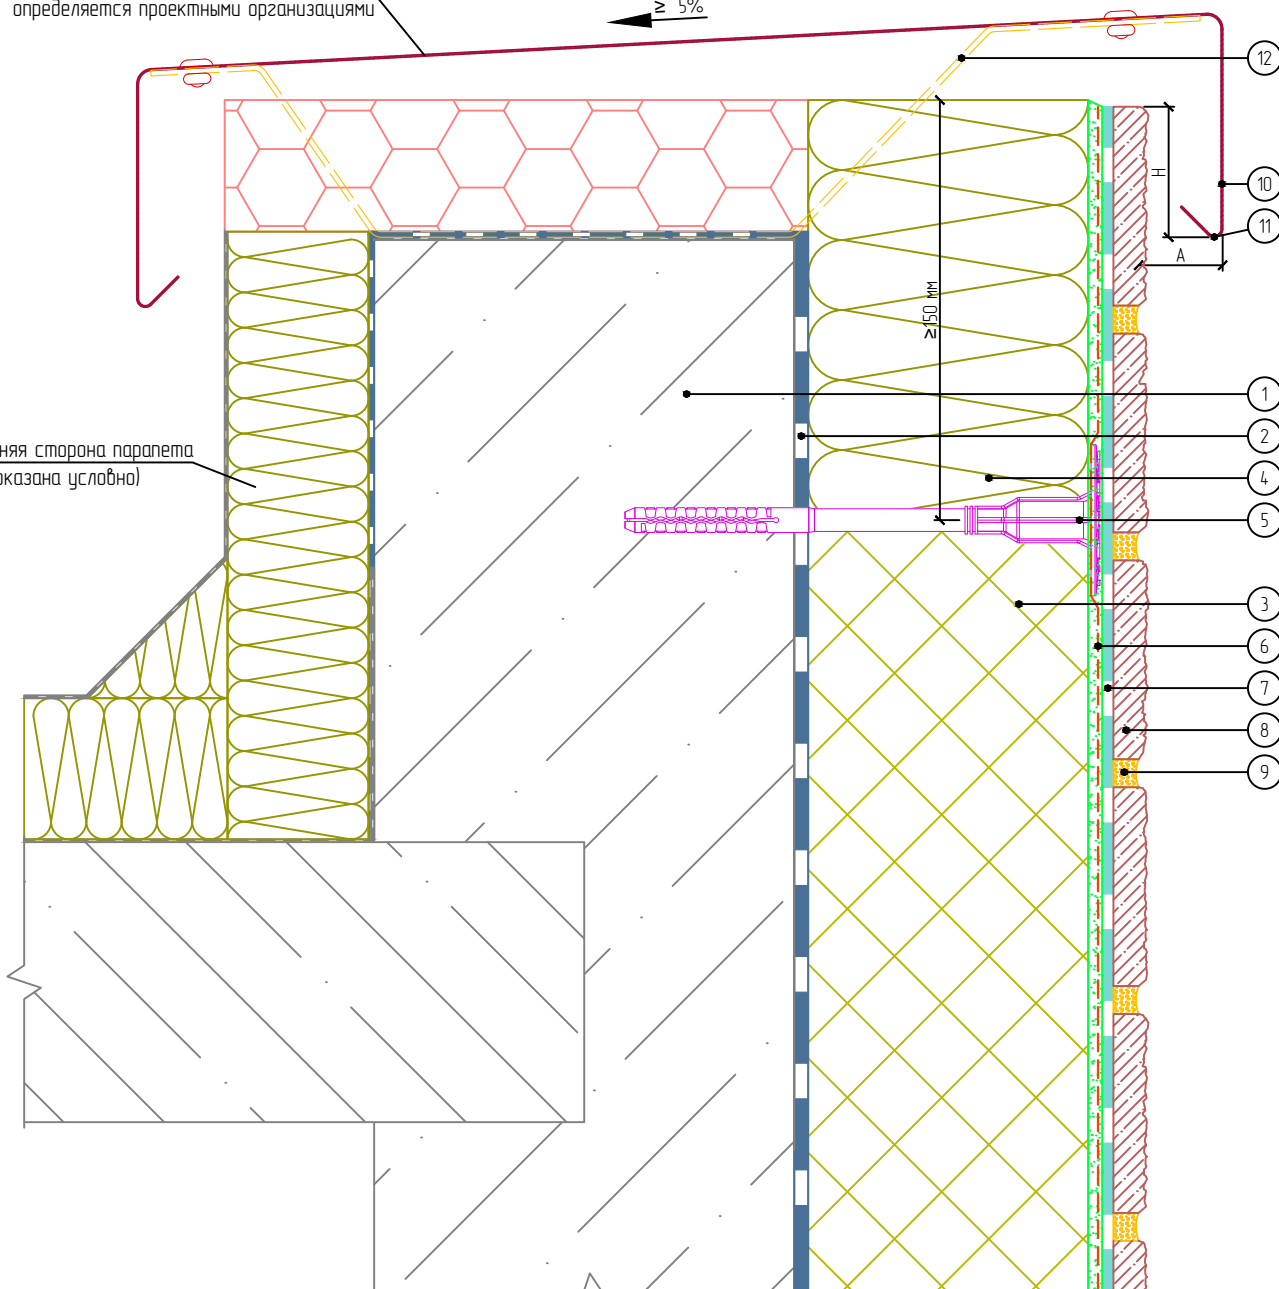 определяется проектными организациями
≥ 5%
12
H
10
11
A
≥150 мм
1
2
няя сторона парапета
4
оказана условно)
5
3
6
7
8
9